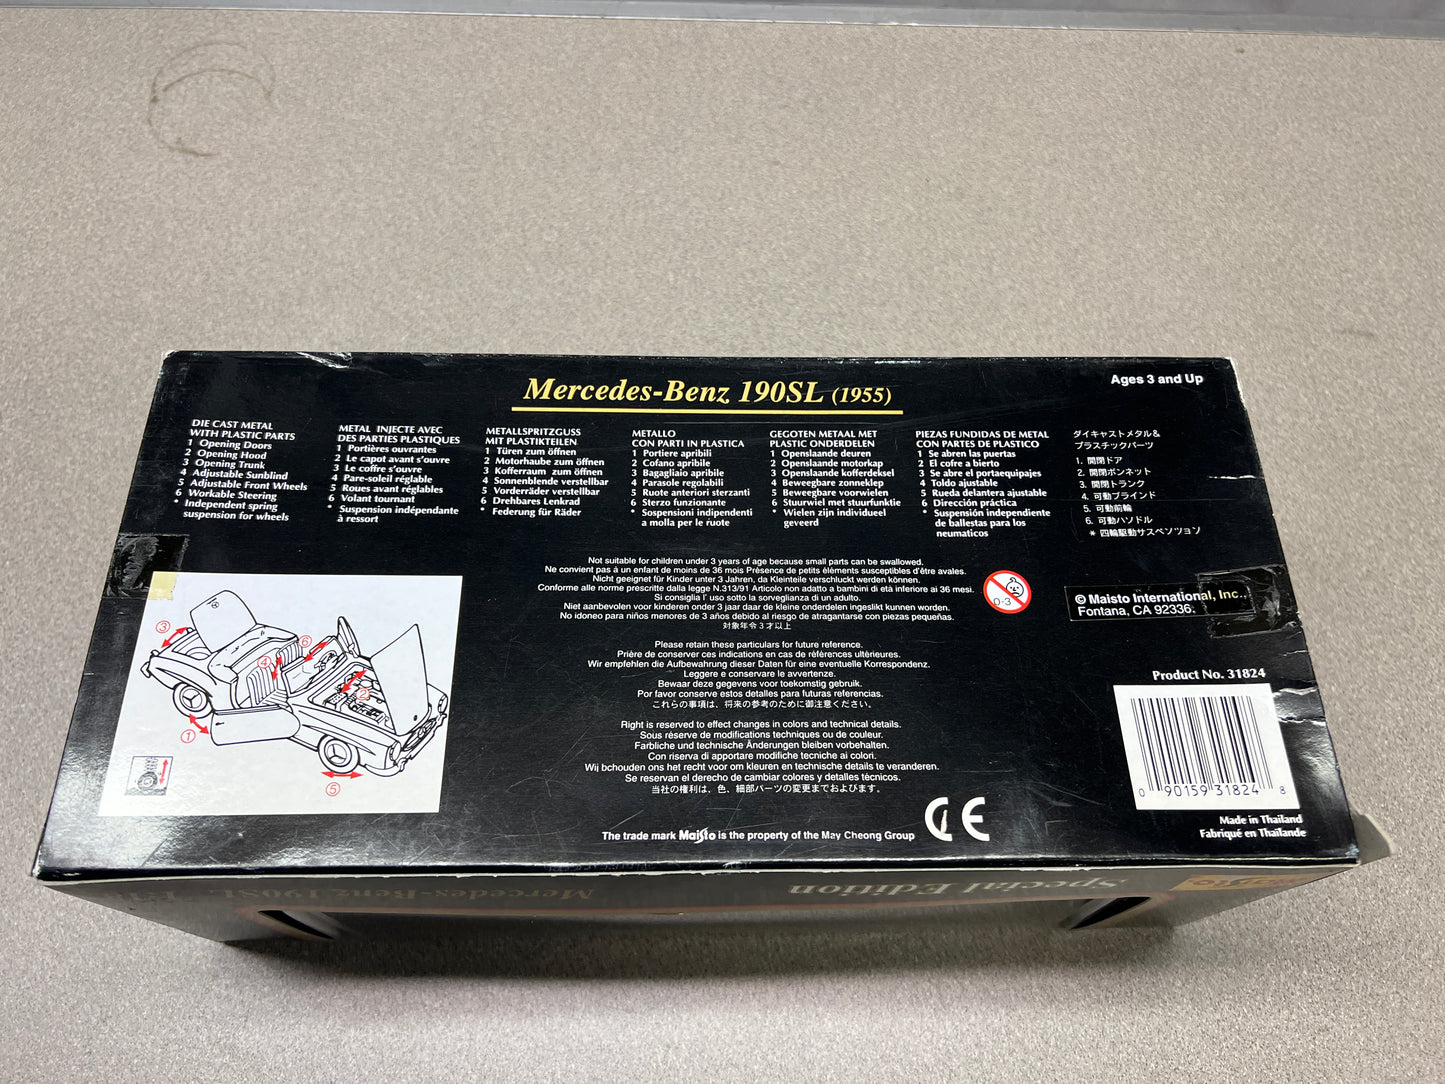 Mercedes-Benz 190SL (1955)
Ages 3 and Up
DIE CAST METAL
WITH PLASTIC PARTS
1 Opening Doors
2 Opening Hood
3 Opening Trunk
4 Adjustable Sunblind
5 Adjustable Front Wheels
6 Workable Steering
* Independent spring
suspension for wheels
METAL INJECTE AVEC
DES PARTIES PLASTIQUES
1 Portières ouvrantes
2 Le capot avant s'ouvre
3 Le coffre s'ouvre
4 Pare-soleil réglable
5 Roues avant réglables
6 Volant tournant
* Suspension indépendante
à ressort
METALLSPRITZGUSS
MIT PLASTIKTEILEN
1 Türen zum öffnen
2 Motorhaube zum öffnen
3 Kofferraum zum öffnen
4 Sonnenblende verstellbar
5 Vorderräder verstellbar
6 Drehbares Lenkrad
* Federung für Räder
METALLO
CON PARTI IN PLASTICA
1 Portiere apribili
2 Cofano apribile
3 Bagagliaio apribile
4 Parasole regolabili
5 Ruote anteriori sterzanti
6 Sterzo funzionante
* Sospensioni indipendenti
a molla per le ruote
GEGOTEN METAAL MET
PLASTIC ONDERDELEN
1 Openslaande deuren
2 Openslaande motorkap
3 Openslaande kofferdeksel
4 Beweegbare zonneklep
5 Beweegbare voorwielen
6 Stuurwiel met stuurfunktie
* Wielen zijn individueel
geveerd
PIEZAS FUNDIDAS DE METAL
CON PARTES DE PLASTICO
1 Se abren las puertas
2 El cofre a bierto
3 Se abre el portaequipajes
4 Toldo ajustable
5 Rueda delantera ajustable
6 Dirección práctica
* Suspensión independiente
de ballestas para los
neumaticos
ダイキャストメタル&
プラスチックパーツ
1. 開閉ドア
2. 開閉ボンネット
3. 開閉トランク
4. 可動ブラインド
5. 可動前輪
6. 可動ハンドル
* 四輪駆動サスペンツョン
Not suitable for children under 3 years of age because small parts can be swallowed.
Ne convient pas à un enfant de moins de 36 mois Présence de petits éléments susceptibles d'être avales.
Nicht geeignet für Kinder unter 3 Jahren, da Kleinteile verschluckt werden können.
Conforme alle norme prescritte dalla legge N.313/91 Articolo non adatto a bambini di età inferiore ai 36 mesi.
Si consiglia l' uso sotto la sorveglianza di un adulto.
Niet aanbevolen voor kinderen onder 3 jaar daar de kleine onderdelen ingeslikt kunnen worden.
No idoneo para niños menores de 3 años debido al riesgo de atragantarse con piezas pequeñas.
対象年令3才以上
0-3
© Maisto International, Inc.,
Fontana, CA 92336.
Please retain these particulars for future reference.
Prière de conserver ces indications en cas de références ultérieures.
Wir empfehlen die Aufbewahrung dieser Daten für eine eventuelle Korrespondenz.
Leggere e conservare le avvertenze.
Bewaar deze gegevens voor toekomstig gebruik.
Por favor conserve estos detalles para futuras referencias.
これらの事項は、将来の参考のために御注意ください。
Right is reserved to effect changes in colors and technical details.
Sous réserve de modifications techniques ou de couleur.
Farbliche und technische Änderungen bleiben vorbehalten.
Con riserva di apportare modifiche tecniche ai colori.
Wij bchouden ons het recht voor om kleuren en technische details te veranderen.
Se reservan el derecho de cambiar colores y detalles técnicos.
当社の権利は、色、細部パーツの変更までおよびます。
The trade mark Maisto is the property of the May Cheong Group
CE
Product No. 31824
0 90159 31824 8
Made in Thailand
Fabriqué en Thaïlande
3
6
4
2
1
5
Special Edition
Mercedes-Benz 190SL